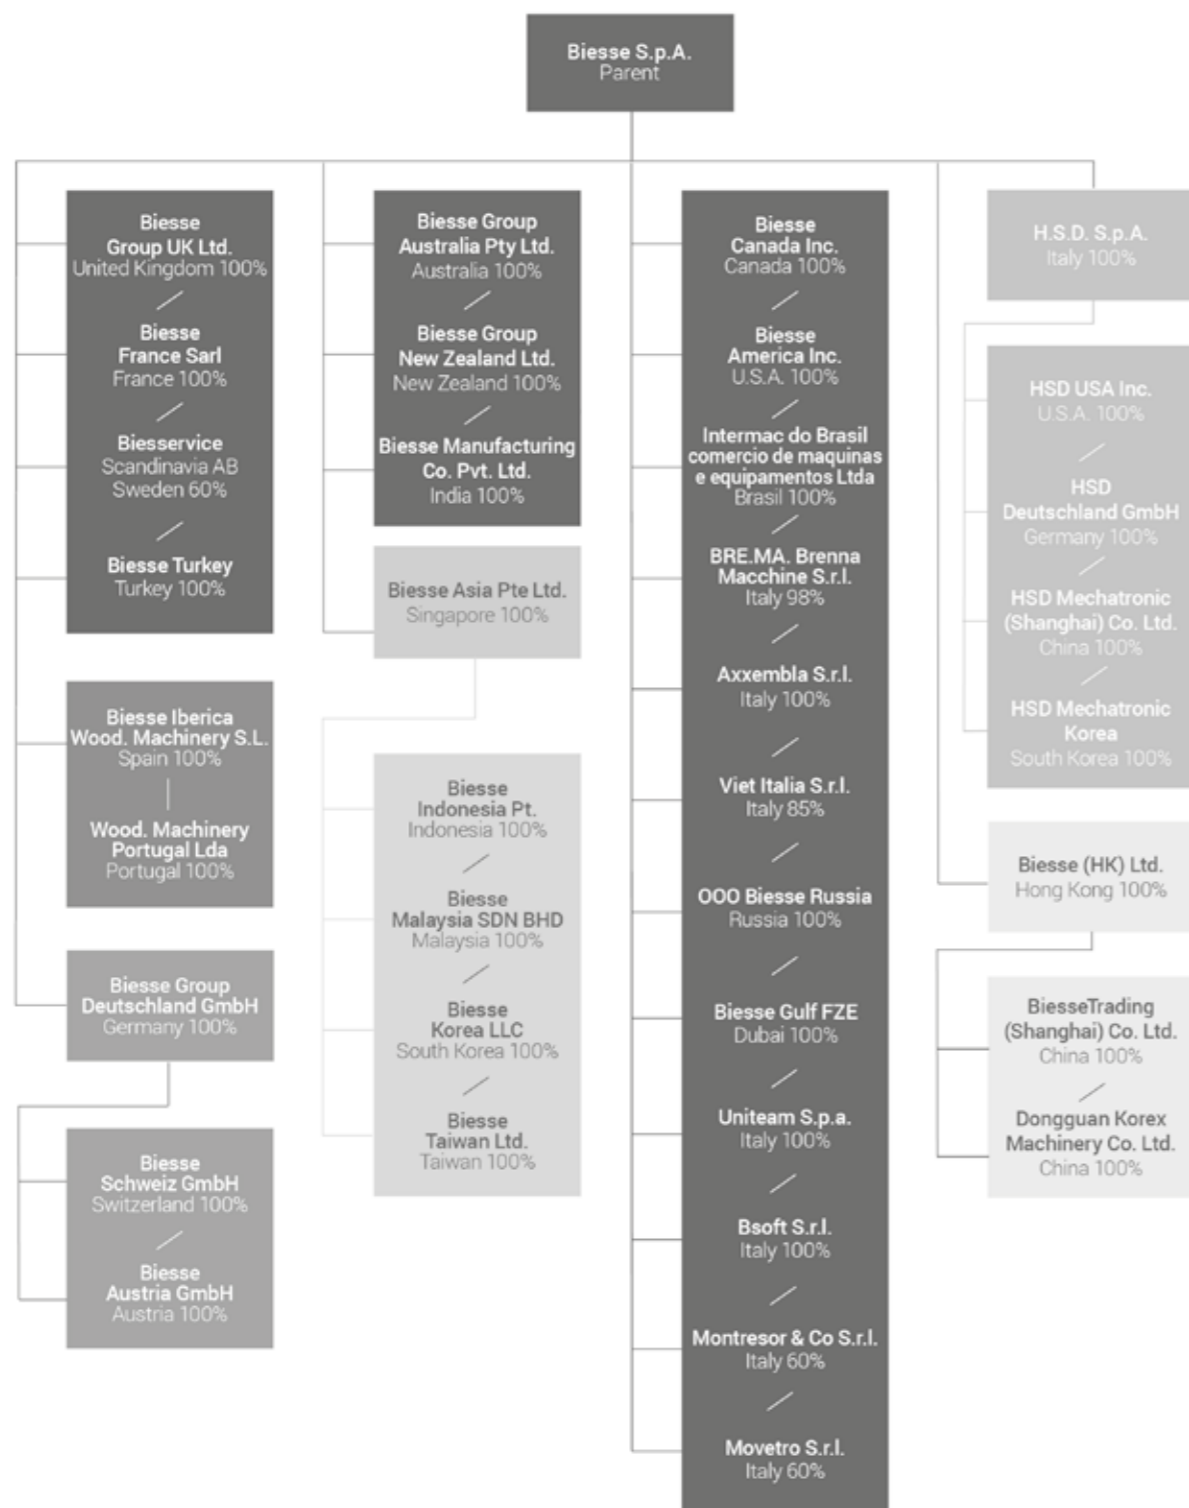 Biesse S.p.A.
Parent
Biesse
Group UK Ltd.
United Kingdom 100%
Biesse
France Sarl
France 100%
Biesservice
Scandinavia AB
Sweden 60%
Biesse Turkey
Turkey 100%
Biesse Iberica
Wood. Machinery S.L.
Spain 100%
Wood. Machinery
Portugal Lda
Portugal 100%
Biesse Group
Deutschland GmbH
Germany 100%
Biesse
Schweiz GmbH
Switzerland 100%
Biesse
Austria GmbH
Austria 100%
Biesse Group
Australia Pty Ltd.
Australia 100%
Biesse Group
New Zealand Ltd.
New Zealand 100%
Biesse Manufacturing
Co. Pvt. Ltd.
India 100%
Biesse Asia Pte Ltd.
Singapore 100%
Biesse
Indonesia Pt.
Indonesia 100%
Biesse
Malaysia SDN BHD
Malaysia 100%
Biesse
Korea LLC
South Korea 100%
Biesse
Taiwan Ltd.
Taiwan 100%
Biesse
Canada Inc.
Canada 100%
Biesse
America Inc.
U.S.A. 100%
Intermac do Brasil
comercio de maquinas
e equipamentos Ltda
Brasil 100%
BRE.MA. Brenna
Macchine S.r.l.
Italy 98%
Axxembla S.r.l.
Italy 100%
Viet Italia S.r.l.
Italy 85%
OOO Biesse Russia
Russia 100%
Biesse Gulf FZE
Dubai 100%
Uniteam S.p.a.
Italy 100%
Bsoft S.r.l.
Italy 100%
Montresor & Co S.r.l.
Italy 60%
Movetro S.r.l.
Italy 60%
H.S.D. S.p.A.
Italy 100%
HSD USA Inc.
U.S.A. 100%
HSD
Deutschland GmbH
Germany 100%
HSD Mechatronic
(Shanghai) Co. Ltd.
China 100%
HSD Mechatronic
Korea
South Korea 100%
Biesse (HK) Ltd.
Hong Kong 100%
BiesseTrading
(Shanghai) Co. Ltd.
China 100%
Dongguan Korex
Machinery Co. Ltd.
China 100%